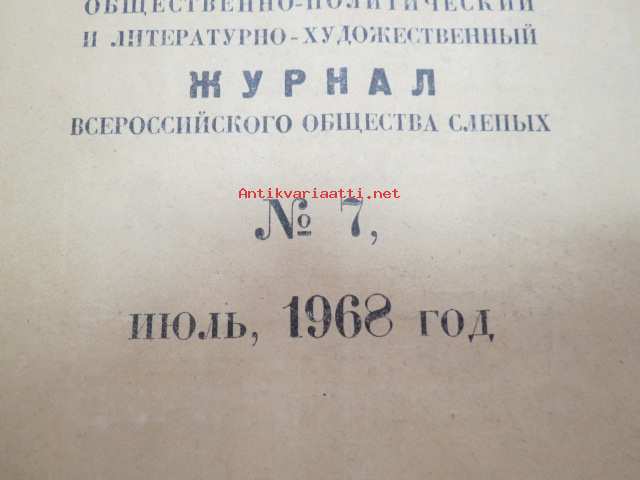 ОБЩЕСТВЕННО-ПОЛИТИЧЕСКИЙ
И ЛИТЕРАТУРНО-ХУДОЖЕСТВЕННЫЙ
ЖУРНАЛ
ВСЕРОССИЙСКОГО ОБЩЕСТВА СЛЕПЫХ
Antikvariaatti.net
№ 7,
июль, 1968 год